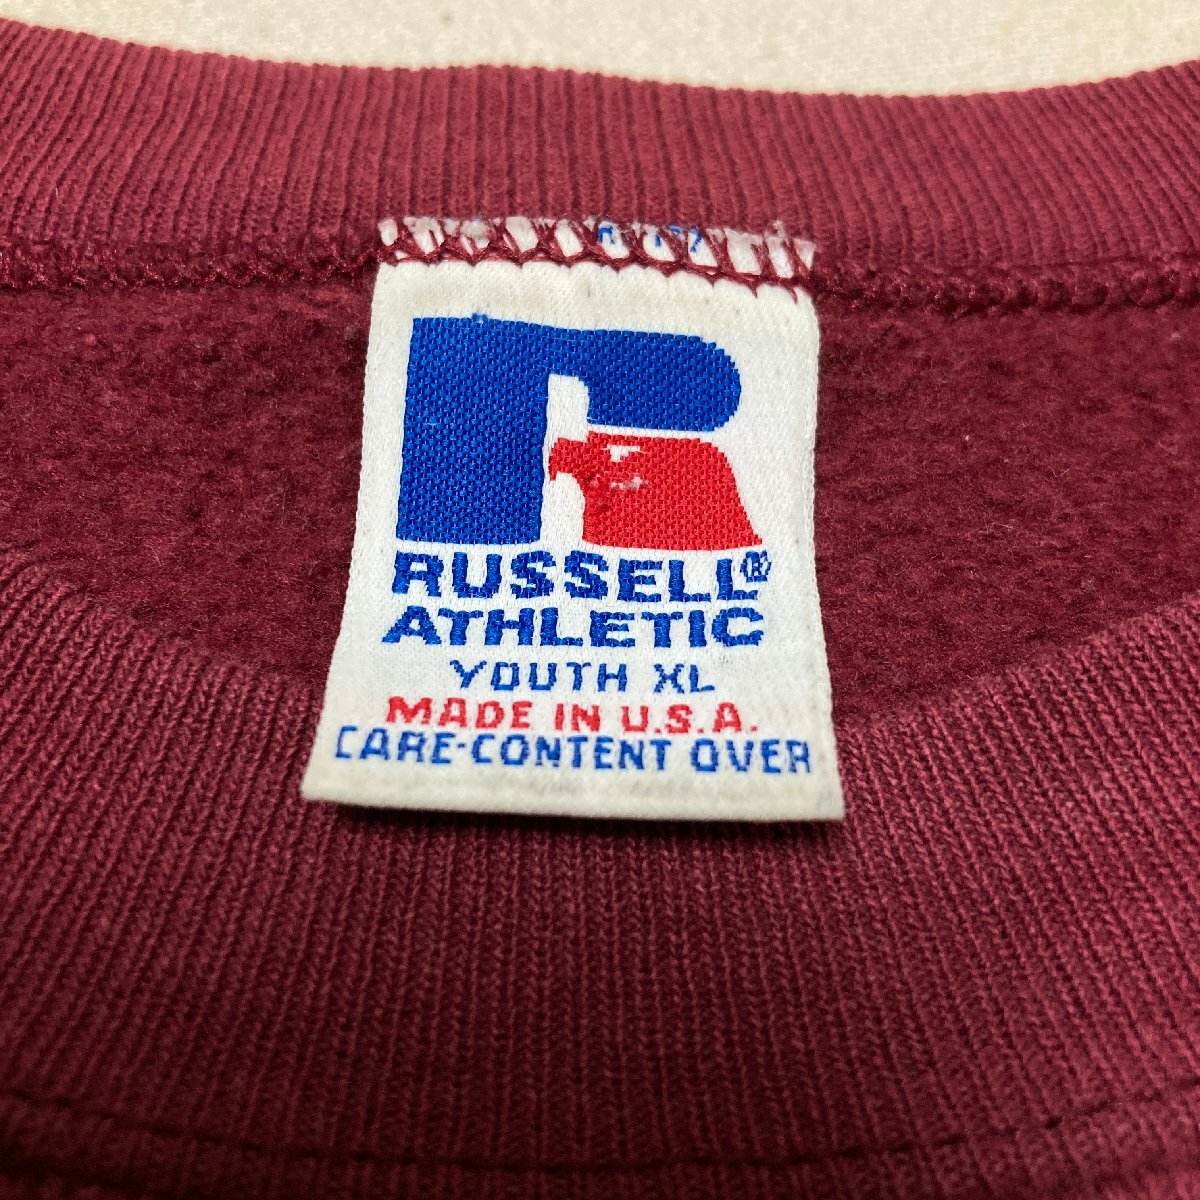 RUSSELL®
ATHLETIC
YOUTH XL
MADE IN U.S.A.
CARE-CONTENT OVER